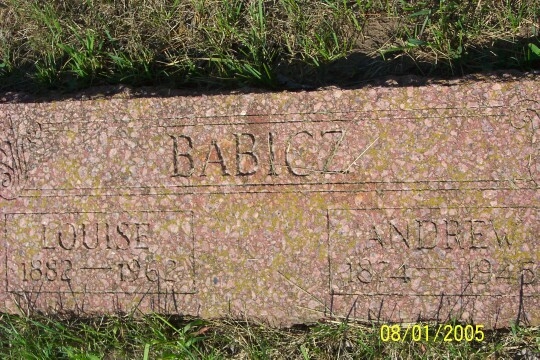 BABICZ
LOUISE
1882 — 1962
ANDREW
1874 —
08/01/2005